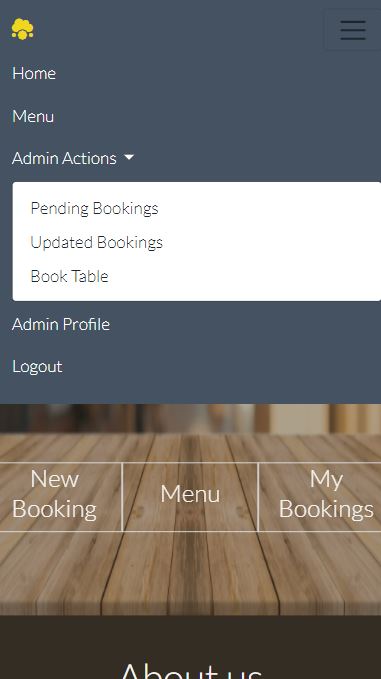 Home
Menu
Admin Actions
Pending Bookings
Updated Bookings
Book Table
Admin Profile
Logout
New
Booking
Menu
My
Bookings
About us